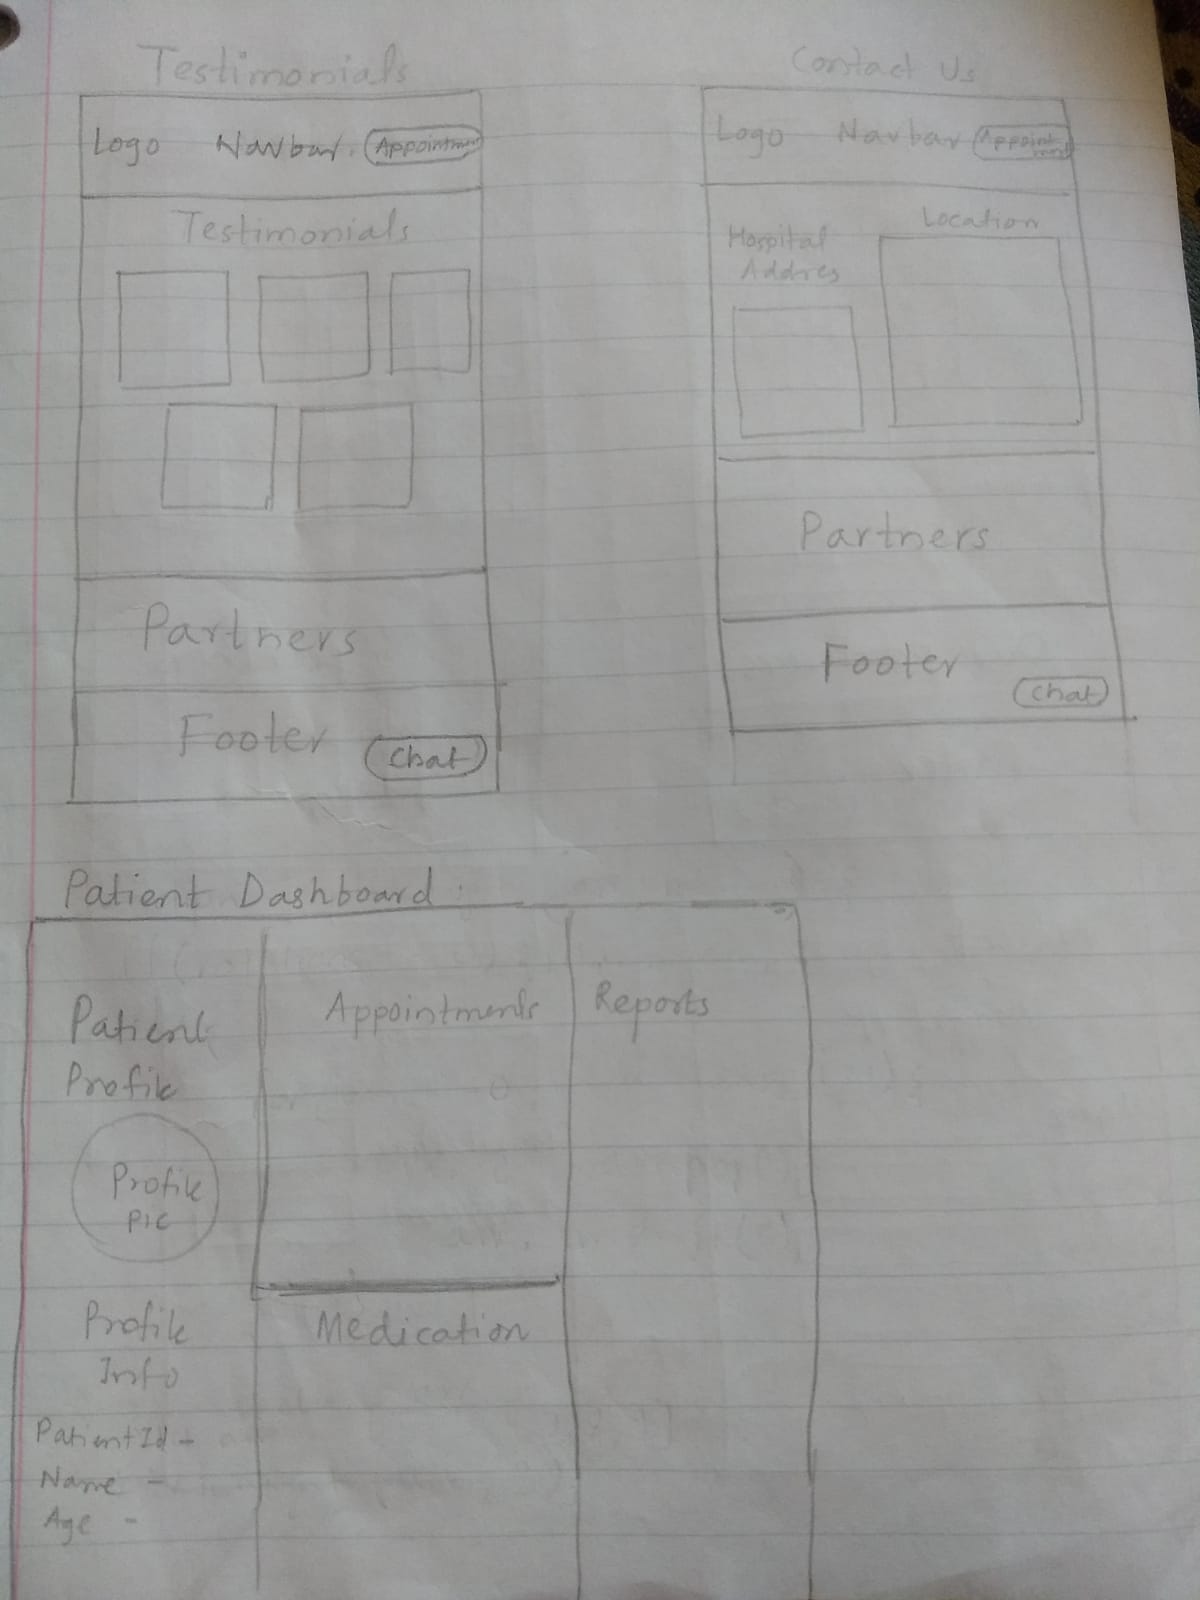 Testimonials
Logo Navbar. Appointment
Testimonials
Partners
Footer
Chat
Contact Us
Logo Navbar Appointment
Hospital
Addres
Location
Partners
Footer
Chat
Patient Dashboard :
Patient
Profile
Profile
Pic
Profile
Info
Patient Id -
Name -
Age -
Appointments
Medication
Reports